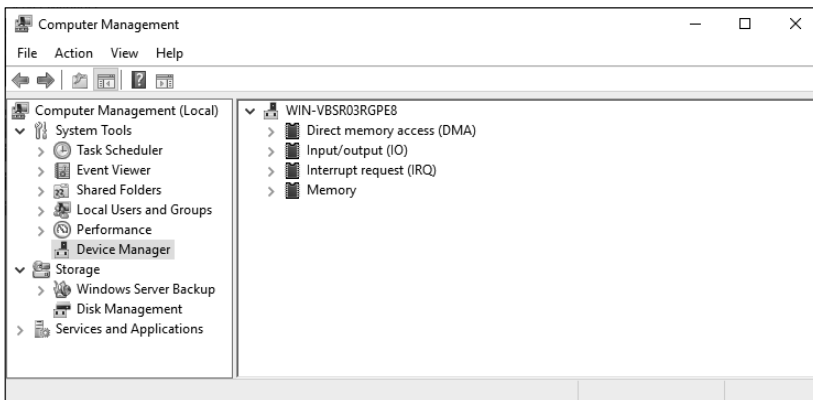 Computer Management
File Action View Help
Computer Management (Local)
System Tools
Task Scheduler
Event Viewer
Shared Folders
Local Users and Groups
Performance
Device Manager
Storage
Windows Server Backup
Disk Management
Services and Applications
WIN-VBSR03RGPE8
Direct memory access (DMA)
Input/output (IO)
Interrupt request (IRQ)
Memory